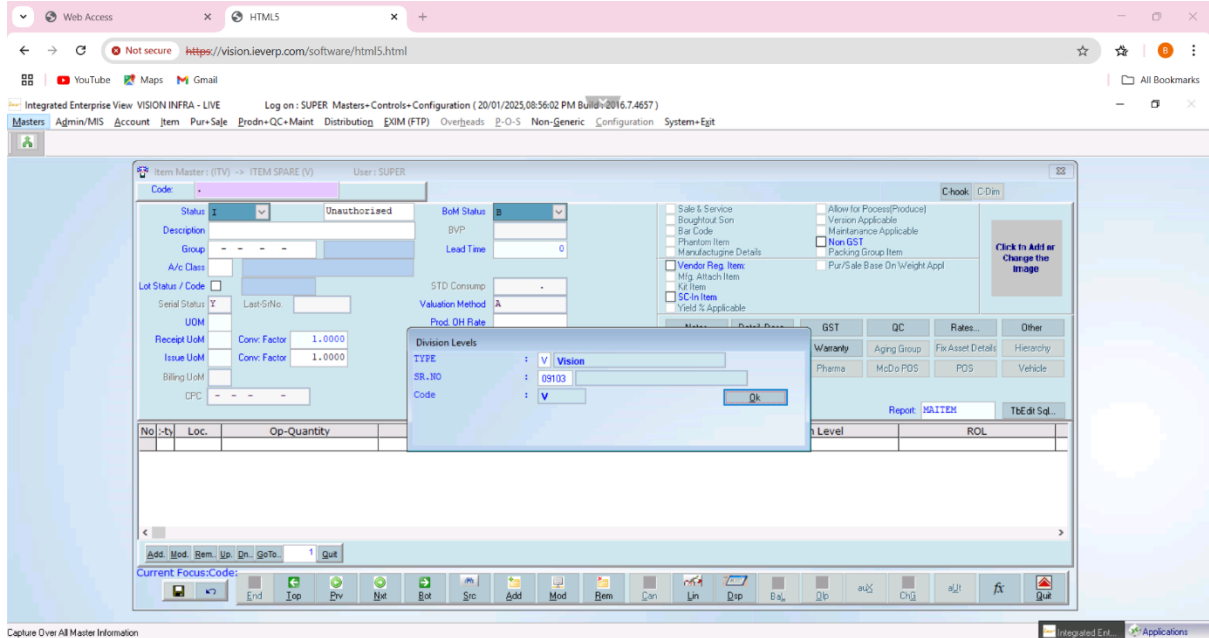 Web Access
HTML5
Not secure https://vision.ieverp.com/software/html5.html
B
YouTube Maps Gmail
All Bookmarks
Integrated Enterprise View VISION INFRA - LIVE Log on : SUPER Masters+Controls+Configuration ( 20/01/2025,08:56:02 PM Build : 2016.7.4657 )
Masters Admin/MIS Account Item Pur+Sale Prodn+QC+Maint Distribution EXIM (FTP) Overheads P-O-S Non-Generic Configuration System+Exit
Item Master : (ITV) -> ITEM SPARE (V) User : SUPER
Code: .
C-hook C-Dim
Status I Unauthorised BoM Status B
Description BVP
Group - - - - Lead Time 0
A/c Class
Lot Status / Code STD Consump .
Serial Status Y Last-SrNo. Valuation Method A
UOM Prod. OH Rate
Receipt UoM Conv: Factor 1.0000
Issue UoM Conv: Factor 1.0000
Billing UoM
CPC - - - -
Sale & Service Allow for Pocess(Produce)
Boughtout Son Version Applicable
Bar Code Maintanance Applicable
Phantom Item Non GST
Manufactugine Details Packing Group Item
Vendor Reg. Item: Pur/Sale Base On Weight Appl
Mfg. Attach Item
Kit Item
SC-In Item
Yield % Applicable
Click to Add or
Change the
Image
GST QC Rates... Other
Warranty Aging Group Fix Asset Details Hierarchy
Pharma McDo POS POS Vehicle
Report: MAITEM TbEdit Sql...
Division Levels
TYPE : V Vision
SR.NO : 09103
Code : V Ok
No :-ty Loc. Op-Quantity n Level ROL
Add. Mod. Rem.. Up. Dn.. GoTo.. 1 Quit
Current Focus:Code:
End Top Prv Nxt Bot Src Add Mod Rem Can Lin Dsp Bal Qlp auX ChG aUt fx Quit
Capture Over All Master Information
Integrated Ent... Applications